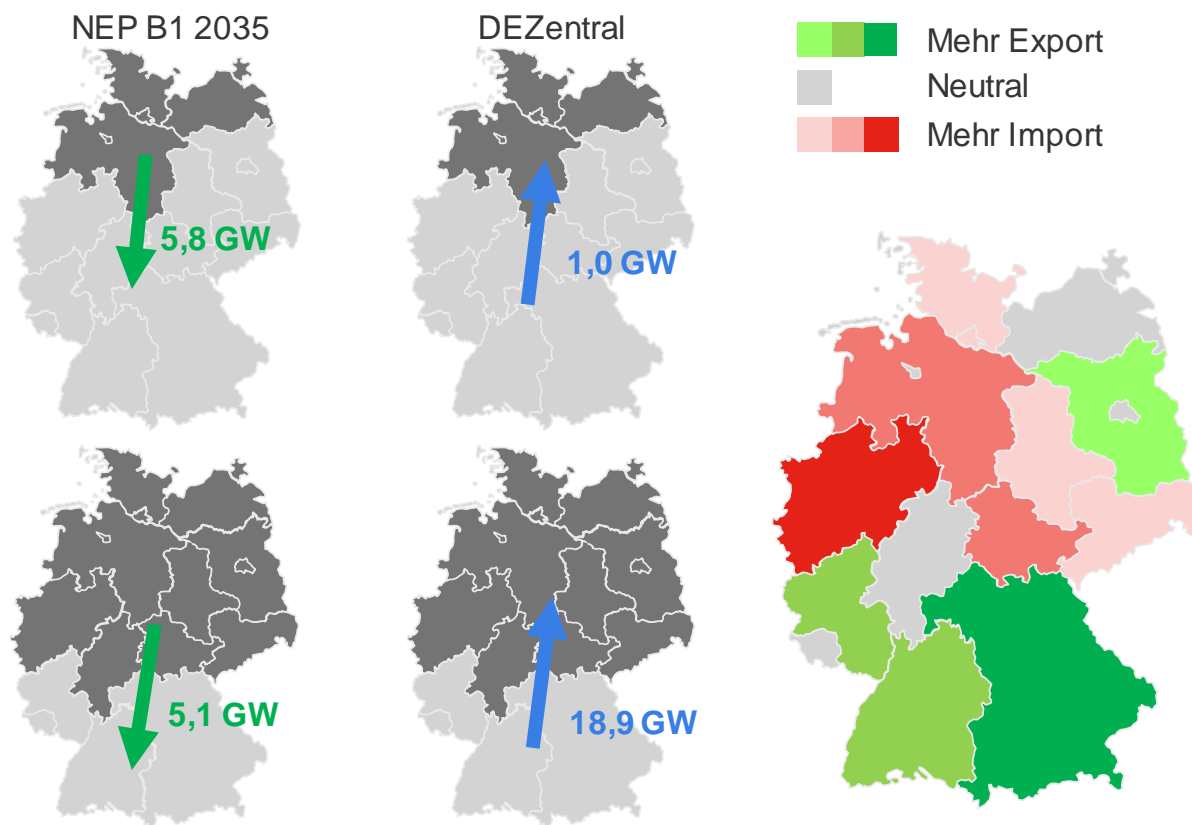 NEP B1 2035
DEZentral
Mehr Export
Neutral
Mehr Import
5,8 GW
1,0 GW
5,1 GW
18,9 GW